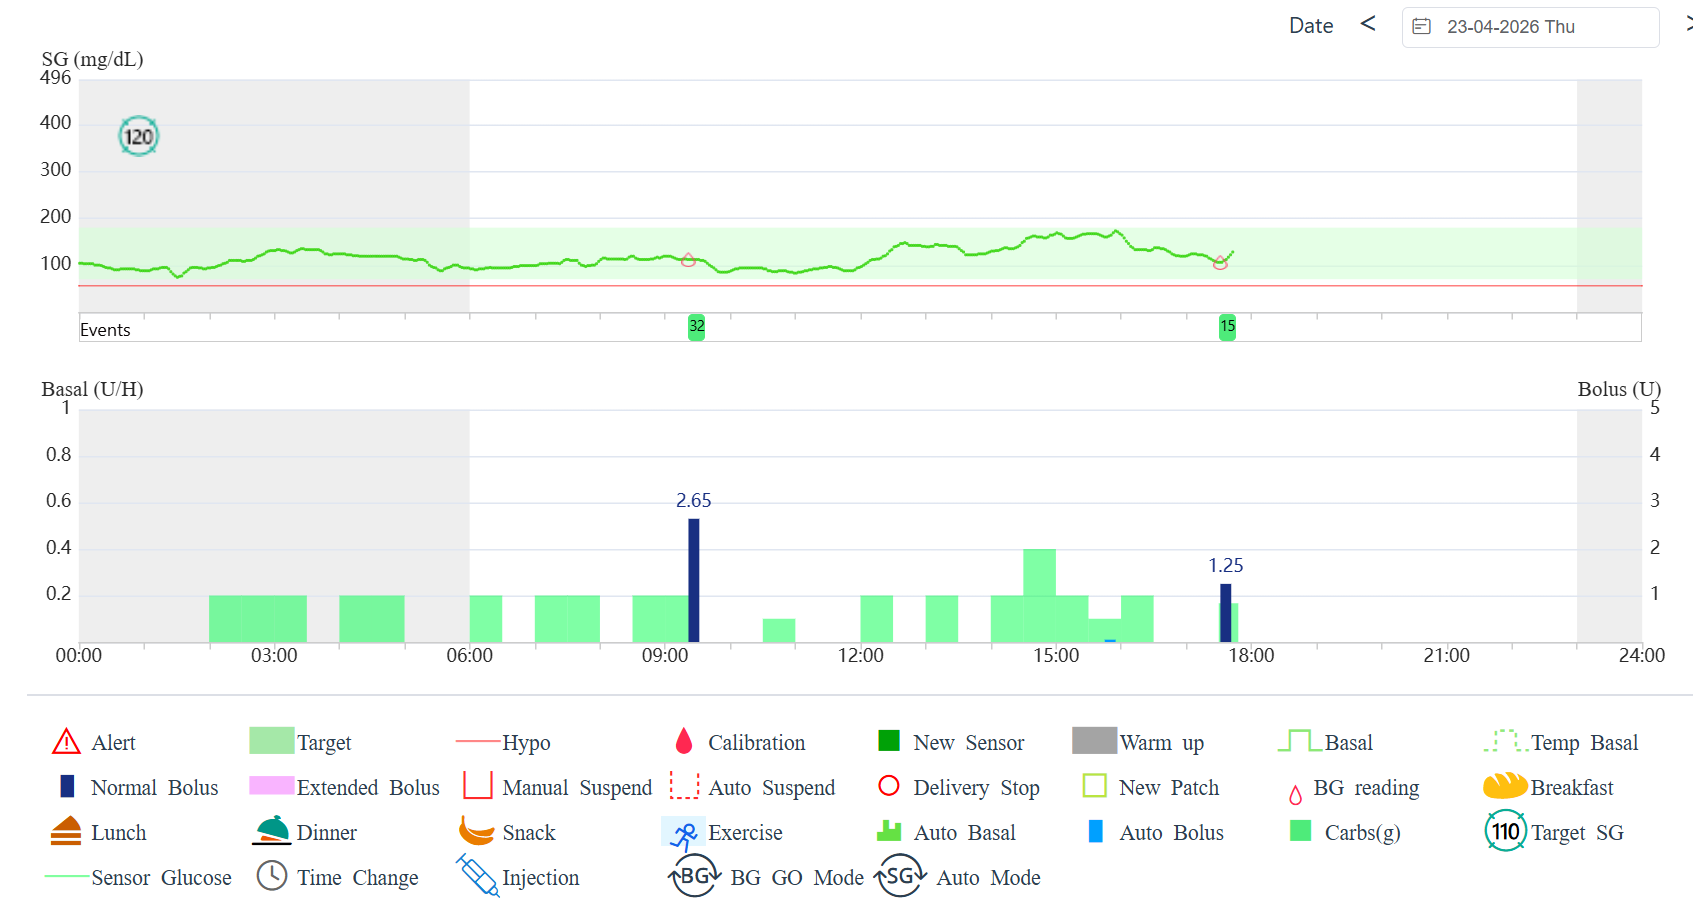 Date < 23-04-2026 Thu >
SG (mg/dL)
496
400
120
300
200
100
Events 32 15
Basal (U/H) Bolus (U)
1 5
0.8 4
0.6 2.65 3
0.4 2
1.25
0.2 1
00:00 03:00 06:00 09:00 12:00 15:00 18:00 21:00 24:00
Alert Target Hypo Calibration New Sensor Warm up Basal Temp Basal
Normal Bolus Extended Bolus Manual Suspend Auto Suspend Delivery Stop New Patch BG reading Breakfast
Lunch Dinner Snack Exercise Auto Basal Auto Bolus Carbs(g) 110 Target SG
Sensor Glucose Time Change Injection BG BG GO Mode SG Auto Mode